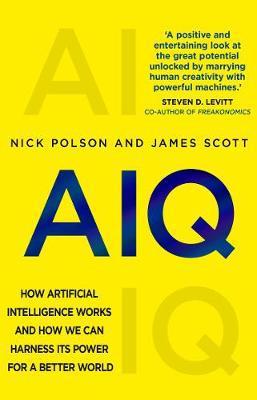 AI
'A positive and
entertaining look at
the great potential
unlocked by marrying
human creativity with
powerful machines.'
STEVEN D. LEVITT
CO-AUTHOR OF FREAKONOMICS
NICK POLSON AND JAMES SCOTT
AIQ
IQ
HOW ARTIFICIAL
INTELLIGENCE WORKS
AND HOW WE CAN
HARNESS ITS POWER
FOR A BETTER WORLD